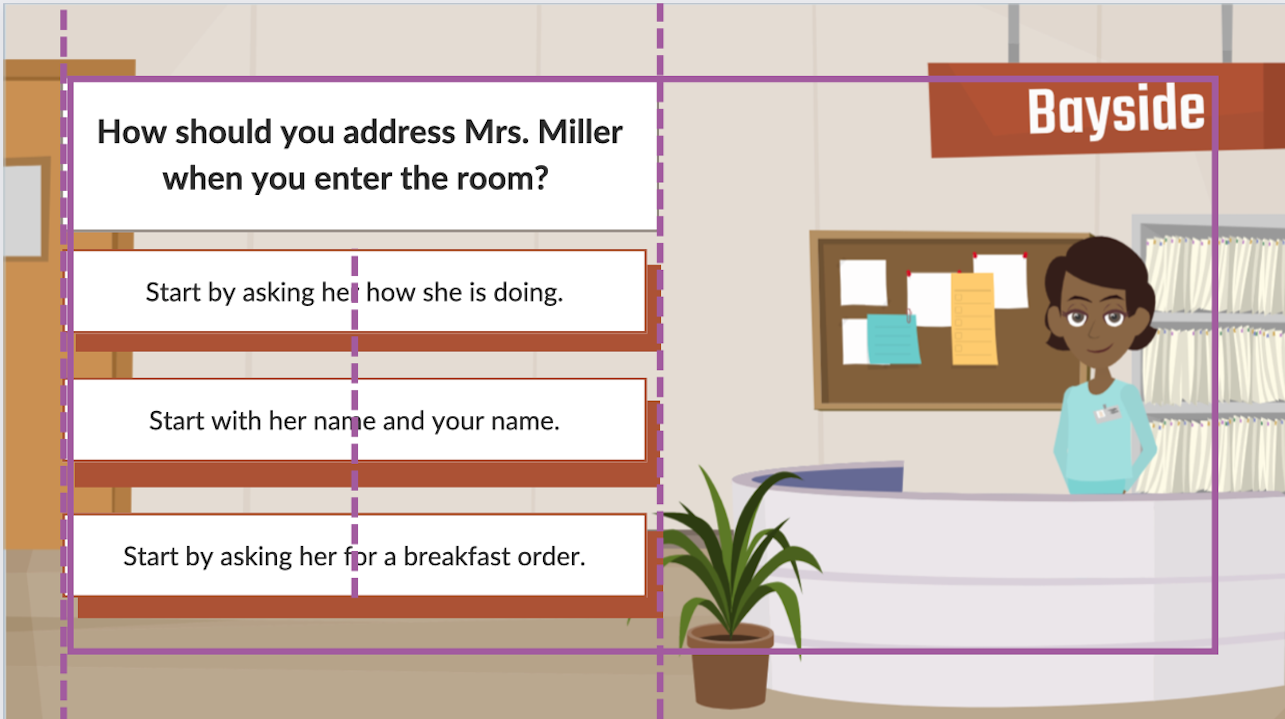 How should you address Mrs. Miller
when you enter the room?
Bayside
Start by asking her how she is doing.
Start with her name and your name.
Start by asking her for a breakfast order.